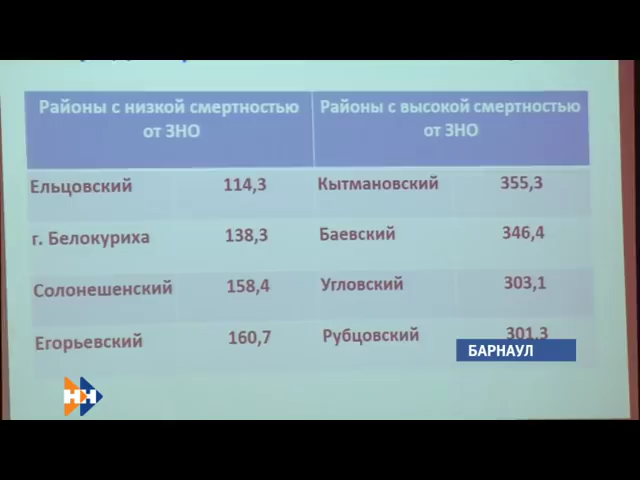 Районы с низкой смертностью от ЗНО
Районы с высокой смертностью от ЗНО
Ельцовский 114,3 Кытмановский 355,3
г. Белокуриха 138,3 Баевский 346,4
Солонешенский 158,4 Угловский 303,1
Егорьевский 160,7 Рубцовский 301,3
БАРНАУЛ
НН